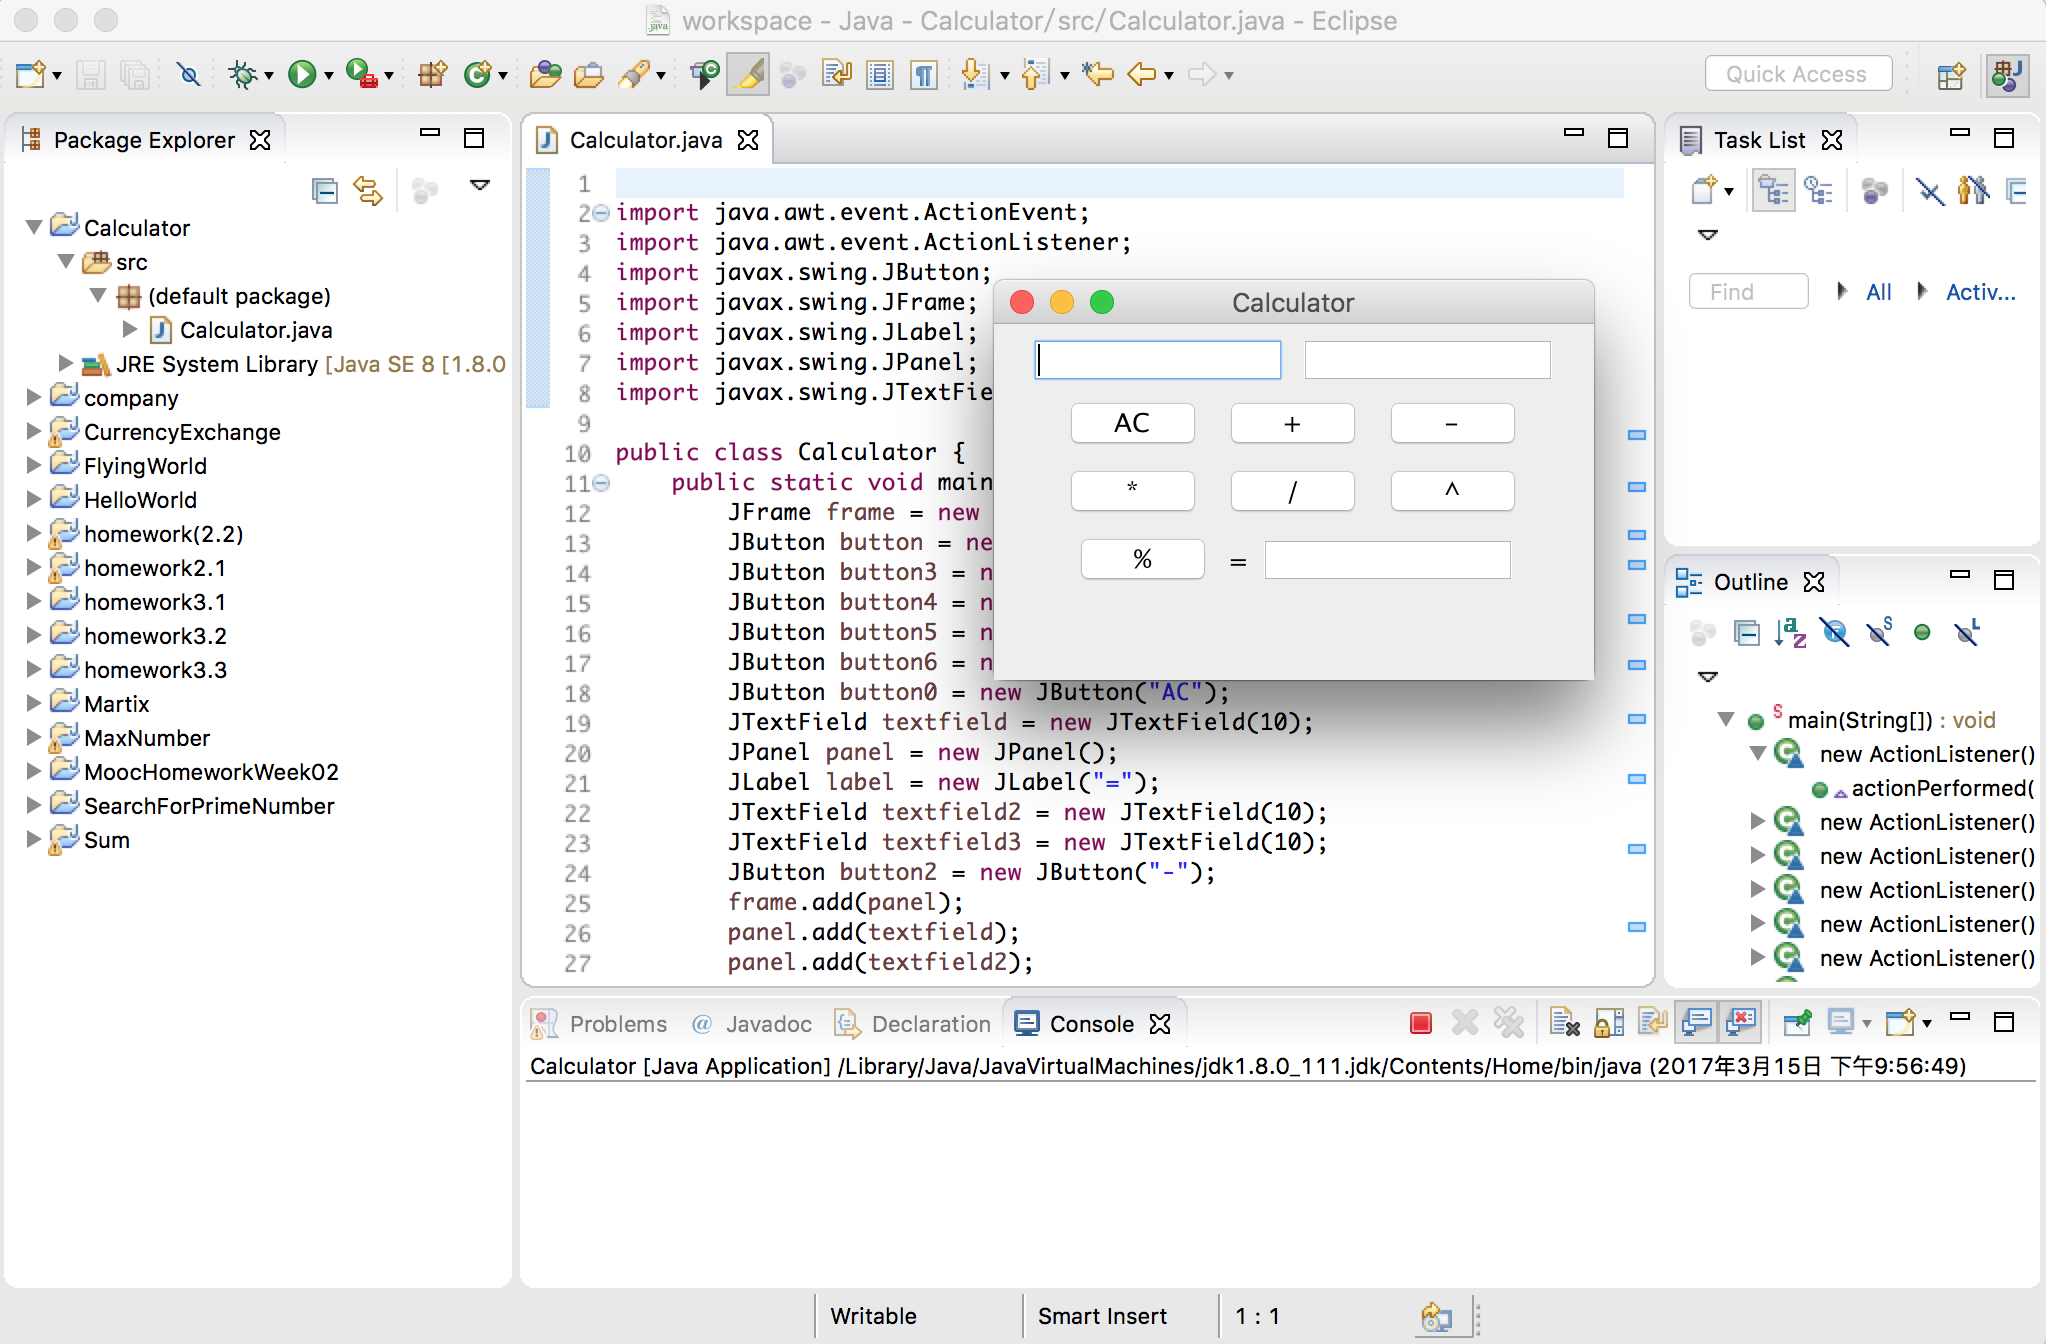 workspace - Java - Calculator/src/Calculator.java - Eclipse
Quick Access
Package Explorer
Calculator
src
(default package)
Calculator.java
JRE System Library [Java SE 8 [1.8.0
company
CurrencyExchange
FlyingWorld
HelloWorld
homework(2.2)
homework2.1
homework3.1
homework3.2
homework3.3
Martix
MaxNumber
MoocHomeworkWeek02
SearchForPrimeNumber
Sum
Calculator.java
1
2 import java.awt.event.ActionEvent;
3 import java.awt.event.ActionListener;
4 import javax.swing.JButton;
5 import javax.swing.JFrame;
6 import javax.swing.JLabel;
7 import javax.swing.JPanel;
8 import javax.swing.JTextFie
9
10 public class Calculator {
11 public static void main
12 JFrame frame = new
13 JButton button = ne
14 JButton button3 = n
15 JButton button4 = n
16 JButton button5 = n
17 JButton button6 = n
18 JButton button0 = new JButton("AC");
19 JTextField textfield = new JTextField(10);
20 JPanel panel = new JPanel();
21 JLabel label = new JLabel("=");
22 JTextField textfield2 = new JTextField(10);
23 JTextField textfield3 = new JTextField(10);
24 JButton button2 = new JButton("-");
25 frame.add(panel);
26 panel.add(textfield);
27 panel.add(textfield2);
Calculator
AC + -
* / ^
% =
Task List
Find All Activ...
Outline
main(String[]) : void
new ActionListener()
actionPerformed(
new ActionListener()
new ActionListener()
new ActionListener()
new ActionListener()
new ActionListener()
Problems @ Javadoc Declaration Console
Calculator [Java Application] /Library/Java/JavaVirtualMachines/jdk1.8.0_111.jdk/Contents/Home/bin/java (2017年3月15日 下午9:56:49)
Writable Smart Insert 1 : 1